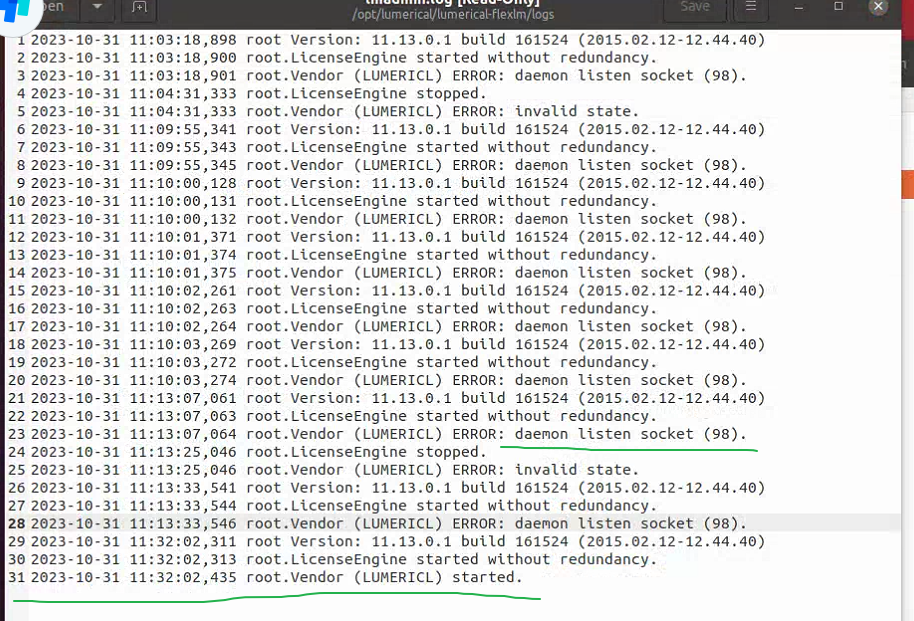 Save
/opt/lumerical/lumerical-flexlm/logs
1 2023-10-31 11:03:18,898 root Version: 11.13.0.1 build 161524 (2015.02.12-12.44.40)
2 2023-10-31 11:03:18,900 root.LicenseEngine started without redundancy.
3 2023-10-31 11:03:18,901 root.Vendor (LUMERICL) ERROR: daemon listen socket (98).
4 2023-10-31 11:04:31,333 root.LicenseEngine stopped.
5 2023-10-31 11:04:31,333 root.Vendor (LUMERICL) ERROR: invalid state.
6 2023-10-31 11:09:55,341 root Version: 11.13.0.1 build 161524 (2015.02.12-12.44.40)
7 2023-10-31 11:09:55,343 root.LicenseEngine started without redundancy.
8 2023-10-31 11:09:55,345 root.Vendor (LUMERICL) ERROR: daemon listen socket (98).
9 2023-10-31 11:10:00,128 root Version: 11.13.0.1 build 161524 (2015.02.12-12.44.40)
10 2023-10-31 11:10:00,131 root.LicenseEngine started without redundancy.
11 2023-10-31 11:10:00,132 root.Vendor (LUMERICL) ERROR: daemon listen socket (98).
12 2023-10-31 11:10:01,371 root Version: 11.13.0.1 build 161524 (2015.02.12-12.44.40)
13 2023-10-31 11:10:01,374 root.LicenseEngine started without redundancy.
14 2023-10-31 11:10:01,375 root.Vendor (LUMERICL) ERROR: daemon listen socket (98).
15 2023-10-31 11:10:02,261 root Version: 11.13.0.1 build 161524 (2015.02.12-12.44.40)
16 2023-10-31 11:10:02,263 root.LicenseEngine started without redundancy.
17 2023-10-31 11:10:02,264 root.Vendor (LUMERICL) ERROR: daemon listen socket (98).
18 2023-10-31 11:10:03,269 root Version: 11.13.0.1 build 161524 (2015.02.12-12.44.40)
19 2023-10-31 11:10:03,272 root.LicenseEngine started without redundancy.
20 2023-10-31 11:10:03,274 root.Vendor (LUMERICL) ERROR: daemon listen socket (98).
21 2023-10-31 11:13:07,061 root Version: 11.13.0.1 build 161524 (2015.02.12-12.44.40)
22 2023-10-31 11:13:07,063 root.LicenseEngine started without redundancy.
23 2023-10-31 11:13:07,064 root.Vendor (LUMERICL) ERROR: daemon listen socket (98).
24 2023-10-31 11:13:25,046 root.LicenseEngine stopped.
25 2023-10-31 11:13:25,046 root.Vendor (LUMERICL) ERROR: invalid state.
26 2023-10-31 11:13:33,541 root Version: 11.13.0.1 build 161524 (2015.02.12-12.44.40)
27 2023-10-31 11:13:33,544 root.LicenseEngine started without redundancy.
28 2023-10-31 11:13:33,546 root.Vendor (LUMERICL) ERROR: daemon listen socket (98).
29 2023-10-31 11:32:02,311 root Version: 11.13.0.1 build 161524 (2015.02.12-12.44.40)
30 2023-10-31 11:32:02,313 root.LicenseEngine started without redundancy.
31 2023-10-31 11:32:02,435 root.Vendor (LUMERICL) started.